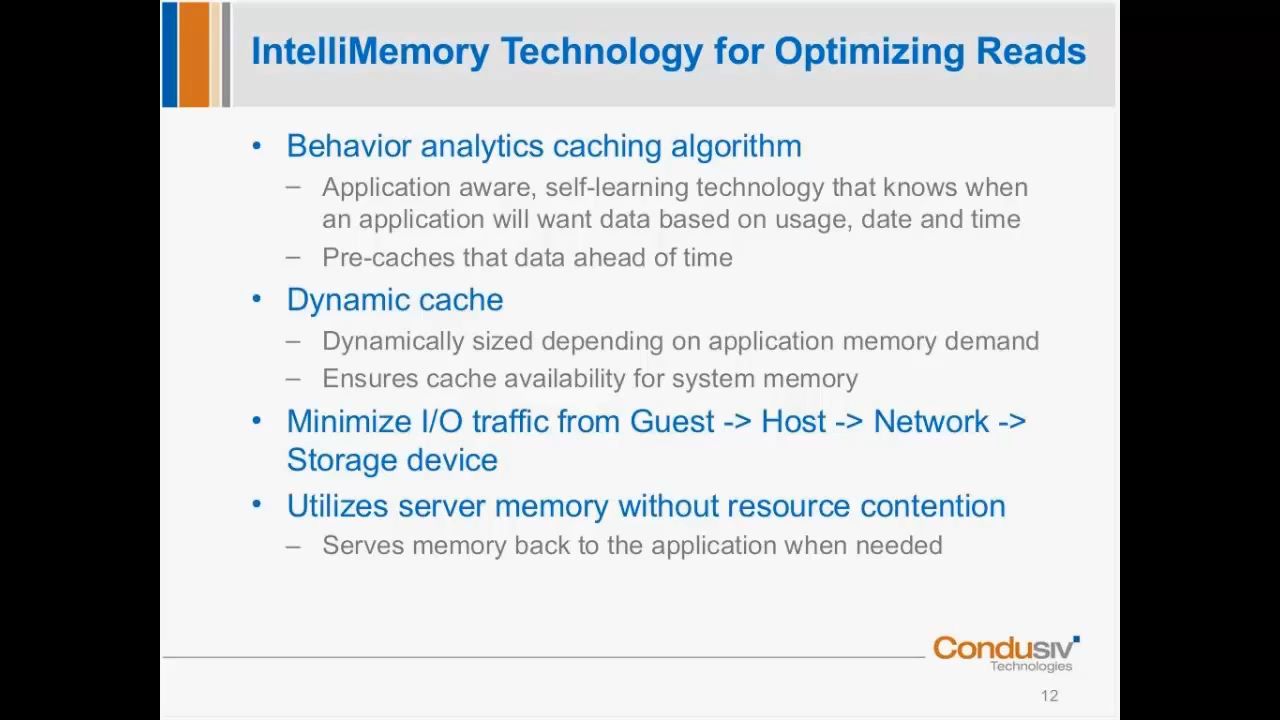 IntelliMemory Technology for Optimizing Reads
• Behavior analytics caching algorithm
– Application aware, self-learning technology that knows when
an application will want data based on usage, date and time
– Pre-caches that data ahead of time
• Dynamic cache
– Dynamically sized depending on application memory demand
– Ensures cache availability for system memory
• Minimize I/O traffic from Guest -> Host -> Network ->
Storage device
• Utilizes server memory without resource contention
– Serves memory back to the application when needed
Condusiv
Technologies
12